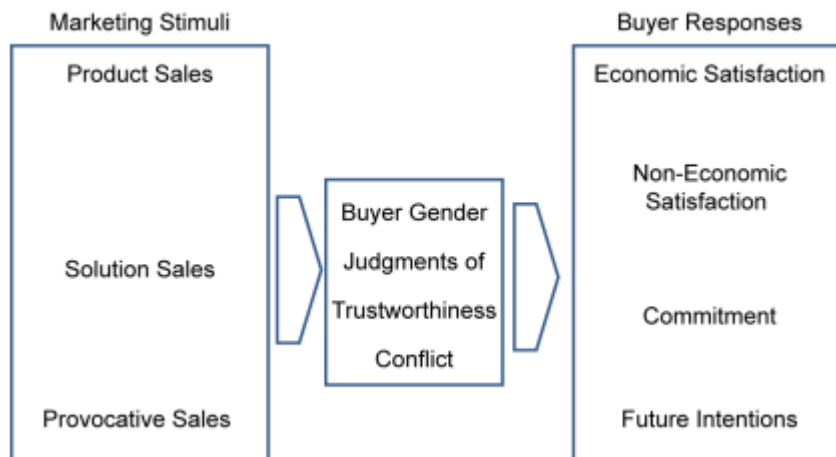 Marketing Stimuli
Product Sales
Solution Sales
Provocative Sales
Buyer Gender
Judgments of
Trustworthiness
Conflict
Buyer Responses
Economic Satisfaction
Non-Economic
Satisfaction
Commitment
Future Intentions